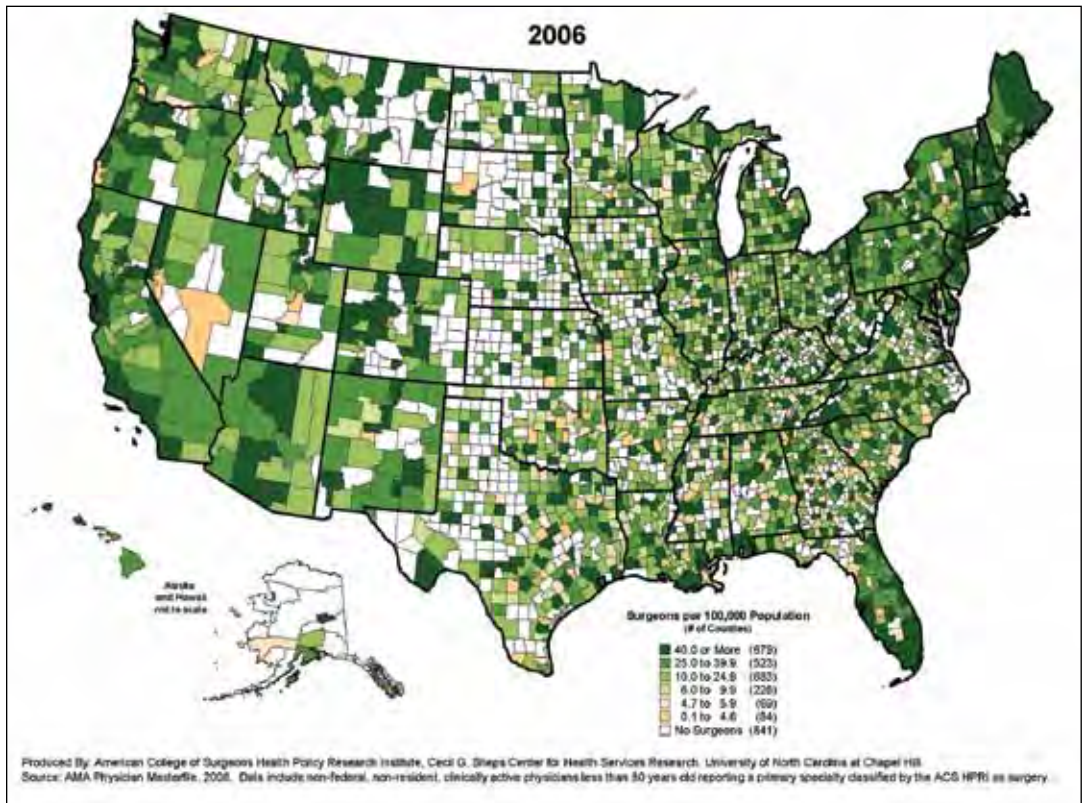 2006
Alaska
and Hawaii
not to scale
Surgeons per 100,000 Population
(# of Counties)
40.0 or More (679)
25.0 to 39.9 (523)
10.0 to 24.9 (683)
6.0 to 9.9 (228)
4.7 to 5.9 (69)
0.1 to 4.6 (84)
No Surgeons (841)
Produced By: American College of Surgeons Health Policy Research Institute, Cecil G. Sheps Center for Health Services Research, University of North Carolina at Chapel Hill.
Source: AMA Physician Masterfile, 2006. Data include non-federal, non-resident, clinically active physicians less than 80 years old reporting a primary specialty classified by the ACS HPRI as surgery.